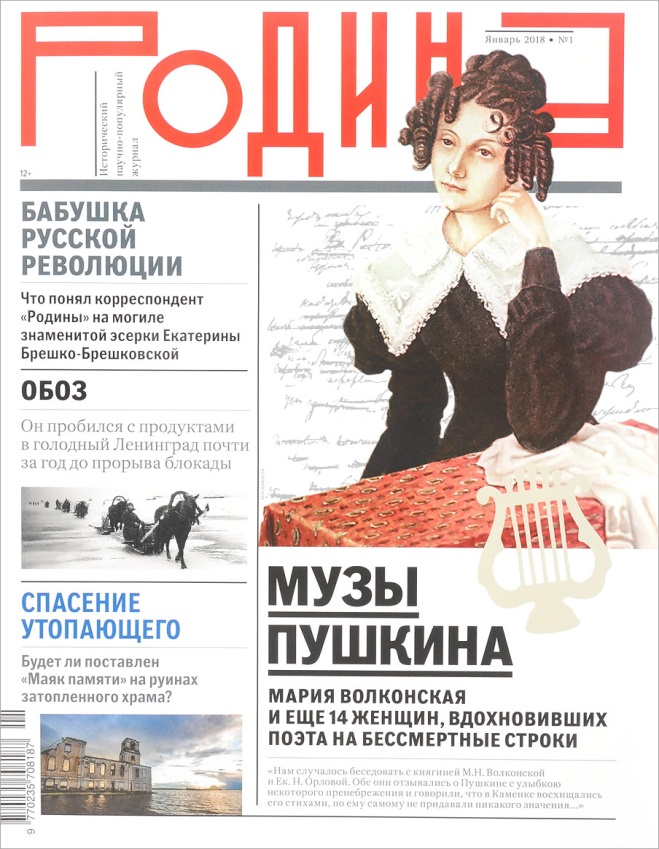 РОДИНА
Январь 2018 • №1
Исторический
научно-популярный
журнал
12+
БАБУШКА
РУССКОЙ
РЕВОЛЮЦИИ
Что понял корреспондент
«Родины» на могиле
знаменитой эсерки Екатерины
Брешко-Брешковской
ОБОЗ
Он пробился с продуктами
в голодный Ленинград почти
за год до прорыва блокады
СПАСЕНИЕ
УТОПАЮЩЕГО
Будет ли поставлен
«Маяк памяти» на руинах
затопленного храма?
9 770235 708187
МУЗЫ
ПУШКИНА
МАРИЯ ВОЛКОНСКАЯ
И ЕЩЕ 14 ЖЕНЩИН, ВДОХНОВИВШИХ
ПОЭТА НА БЕССМЕРТНЫЕ СТРОКИ
«Нам случалось беседовать с княгиней М.Н. Волконской
и Ек. Н. Орловой. Обе они отзывались о Пушкине с улыбкою
некоторого пренебрежения и говорили, что в Каменке восхищались
его стихами, но ему самому не придавали никакого значения...»